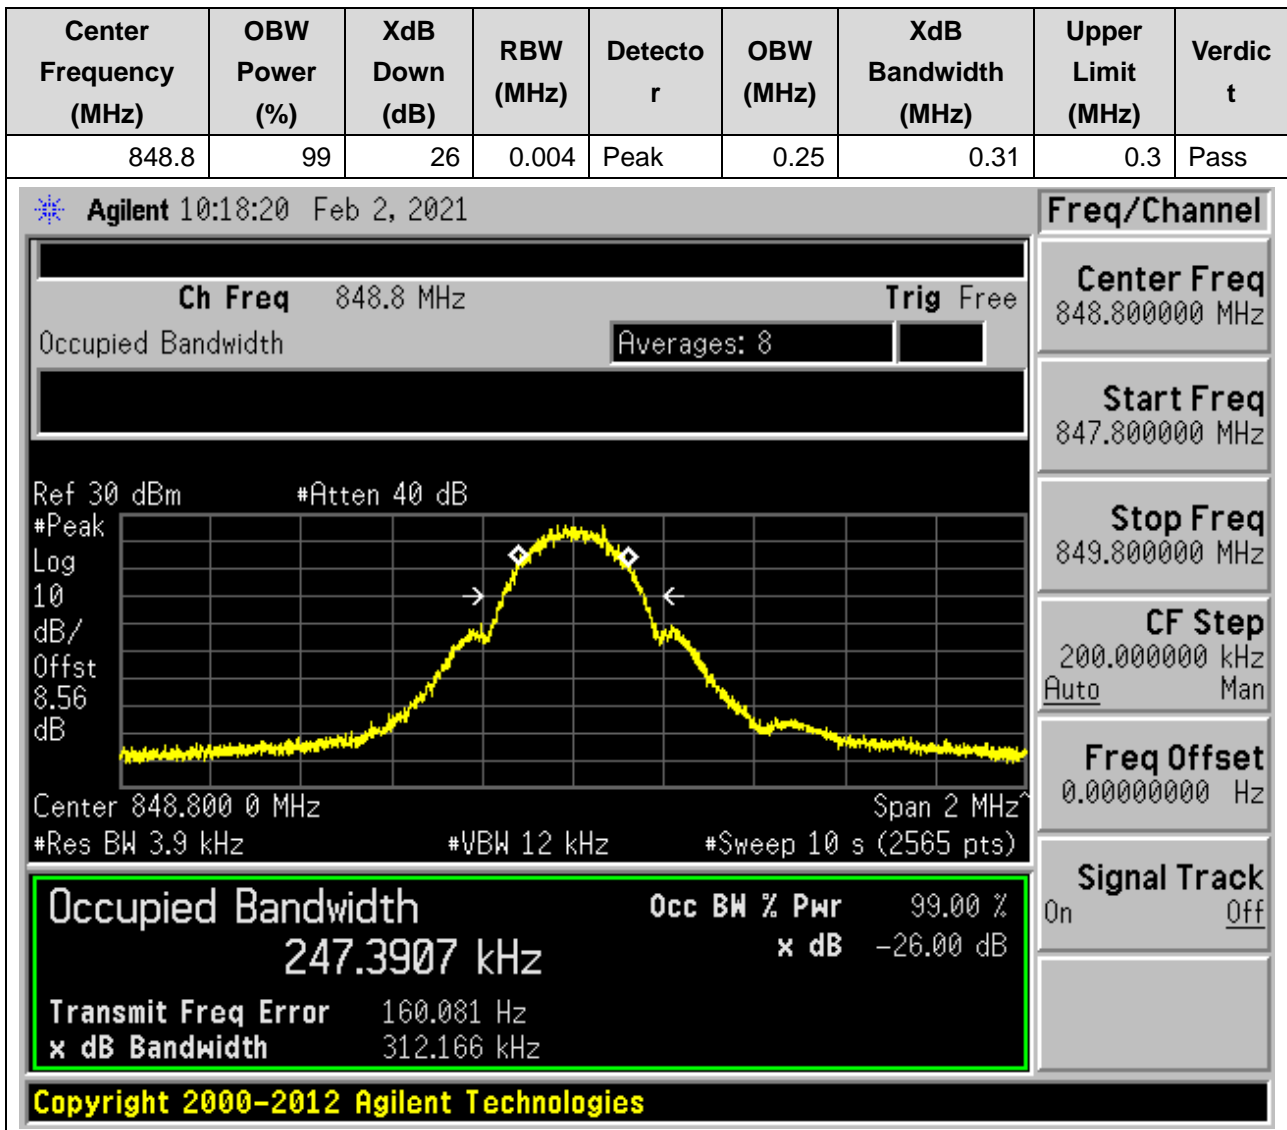 Center Frequency (MHz) OBW Power (%) XdB Down (dB) RBW (MHz) Detecto r OBW (MHz) XdB Bandwidth (MHz) Upper Limit (MHz) Verdic t
848.8 99 26 0.004 Peak 0.25 0.31 0.3 Pass
Agilent 10:18:20 Feb 2, 2021
Freq/Channel
Ch Freq 848.8 MHz Trig Free
Occupied Bandwidth Averages: 8
Center Freq
848.800000 MHz
Start Freq
847.800000 MHz
Stop Freq
849.800000 MHz
CF Step
200.000000 kHz
Auto Man
Freq Offset
0.00000000 Hz
Signal Track
On Off
Ref 30 dBm #Atten 40 dB
#Peak
Log
10
dB/
Offst
8.56
dB
Center 848.800 0 MHz Span 2 MHz^
#Res BW 3.9 kHz #VBW 12 kHz #Sweep 10 s (2565 pts)
Occupied Bandwidth Occ BW % Pwr 99.00 %
247.3907 kHz x dB -26.00 dB
Transmit Freq Error 160.081 Hz
x dB Bandwidth 312.166 kHz
Copyright 2000-2012 Agilent Technologies